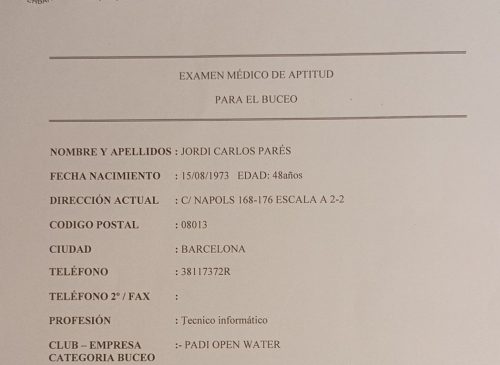 EXAMEN MÉDICO DE APTITUD
PARA EL BUCEO
NOMBRE Y APELLIDOS : JORDI CARLOS PARÉS
FECHA NACIMIENTO : 15/08/1973 EDAD: 48años
DIRECCIÓN ACTUAL : C/ NAPOLS 168-176 ESCALA A 2-2
CODIGO POSTAL : 08013
CIUDAD : BARCELONA
TELÉFONO : 38117372R
TELÉFONO 2º / FAX :
PROFESIÓN : Tecnico informático
CLUB – EMPRESA :- PADI OPEN WATER
CATEGORIA BUCEO